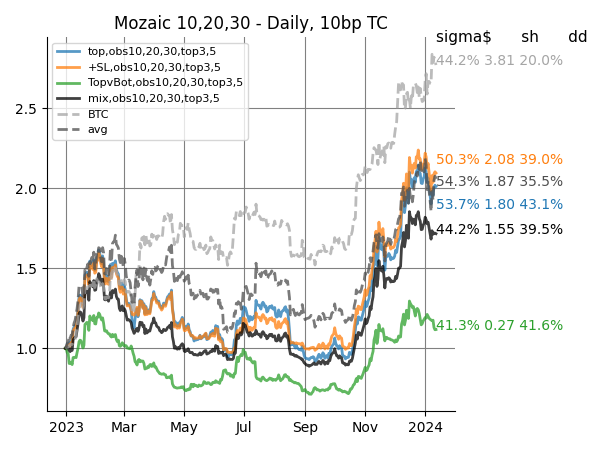 Mozaic 10,20,30 - Daily, 10bp TC
sigma$ sh dd
top,obs10,20,30,top3,5
+SL,obs10,20,30,top3,5
TopvBot,obs10,20,30,top3,5
mix,obs10,20,30,top3,5
BTC
avg
44.2% 3.81 20.0%
50.3% 2.08 39.0%
54.3% 1.87 35.5%
53.7% 1.80 43.1%
44.2% 1.55 39.5%
41.3% 0.27 41.6%
2.5
2.0
1.5
1.0
2023 Mar May Jul Sep Nov 2024